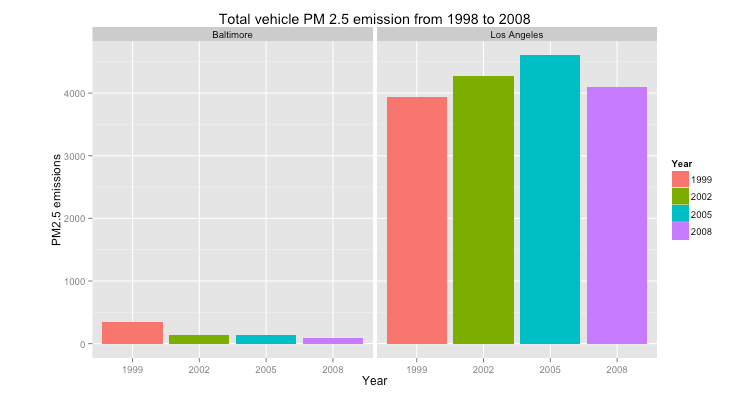 Total vehicle PM 2.5 emission from 1998 to 2008
Baltimore
Los Angeles
PM2.5 emissions
4000
3000
2000
1000
0
1999
2002
2005
2008
1999
2002
2005
2008
Year
Year
1999
2002
2005
2008